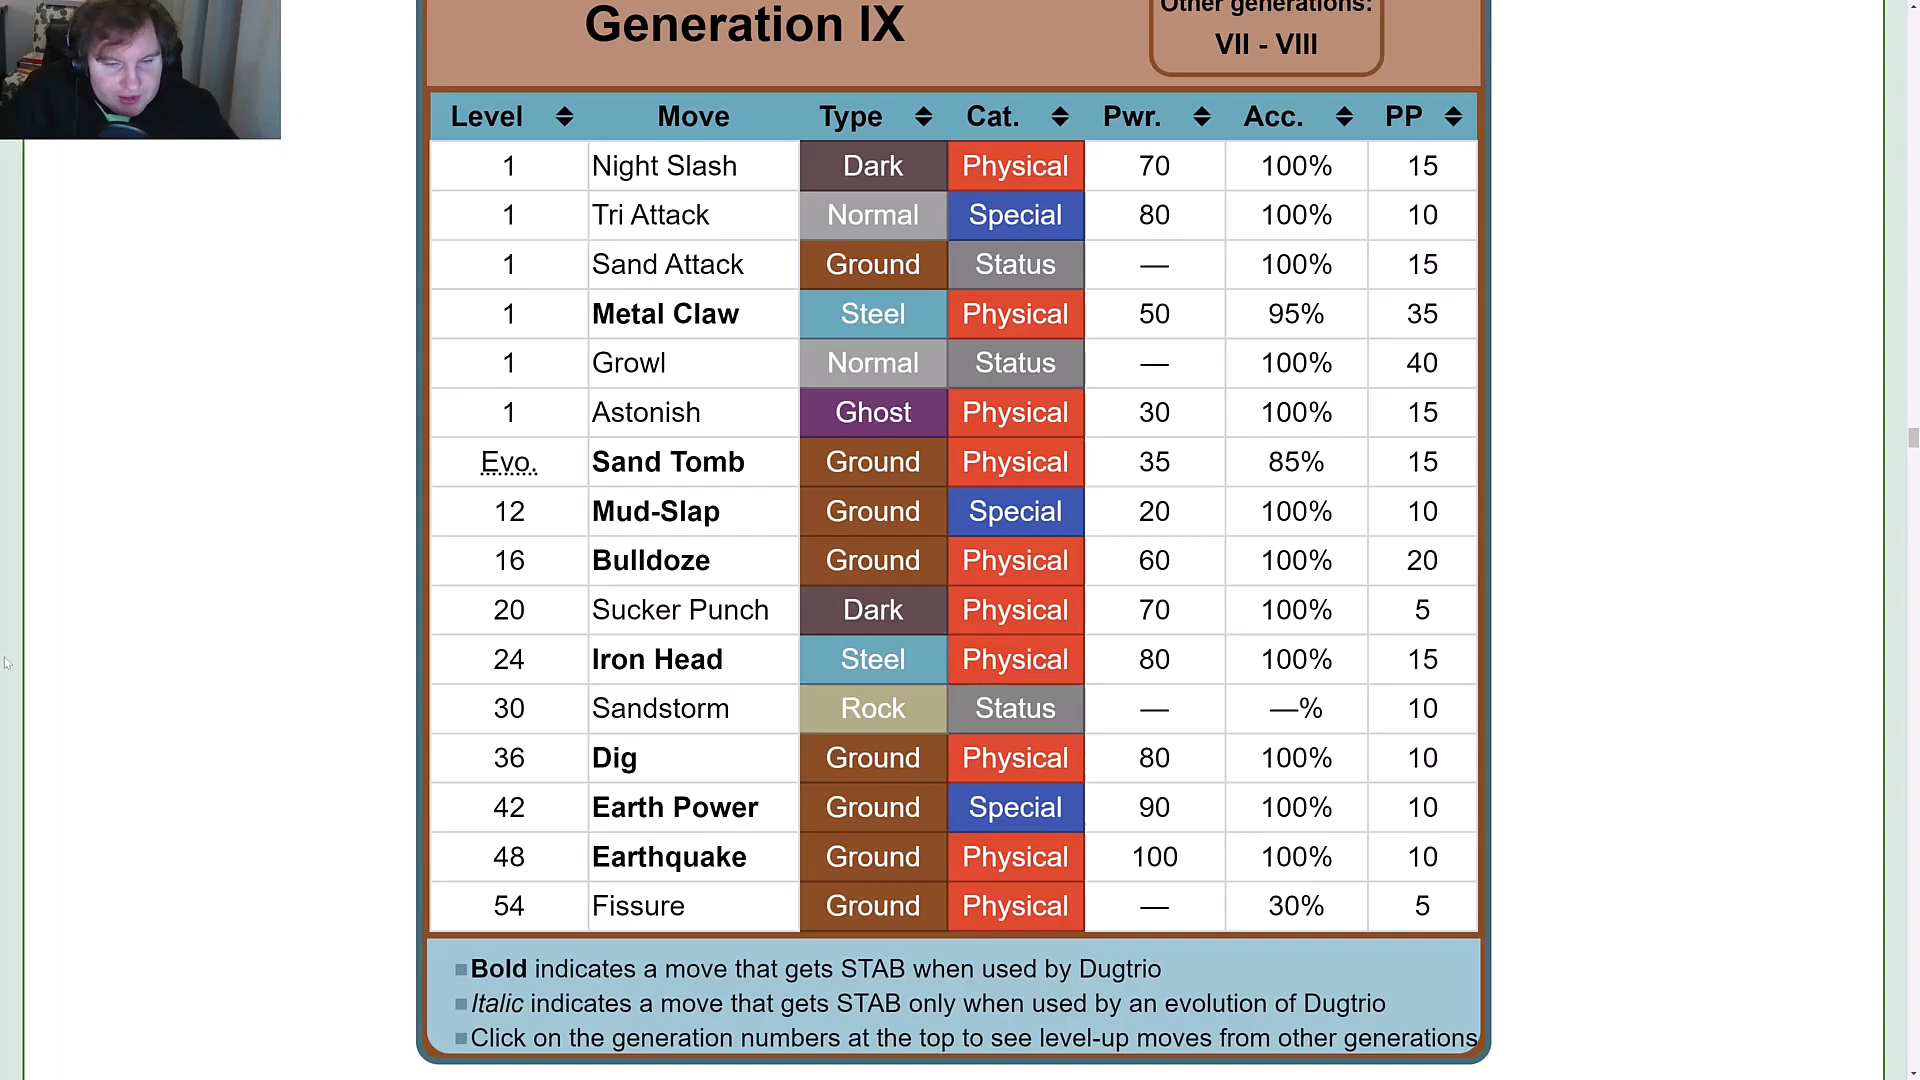 Other generations:
Generation IX
VII - VIII
Level Move Type Cat. Pwr. Acc. PP
1 Night Slash Dark Physical 70 100% 15
1 Tri Attack Normal Special 80 100% 10
1 Sand Attack Ground Status — 100% 15
1 Metal Claw Steel Physical 50 95% 35
1 Growl Normal Status — 100% 40
1 Astonish Ghost Physical 30 100% 15
Evo. Sand Tomb Ground Physical 35 85% 15
12 Mud-Slap Ground Special 20 100% 10
16 Bulldoze Ground Physical 60 100% 20
20 Sucker Punch Dark Physical 70 100% 5
24 Iron Head Steel Physical 80 100% 15
30 Sandstorm Rock Status — —% 10
36 Dig Ground Physical 80 100% 10
42 Earth Power Ground Special 90 100% 10
48 Earthquake Ground Physical 100 100% 10
54 Fissure Ground Physical — 30% 5
Bold indicates a move that gets STAB when used by Dugtrio
Italic indicates a move that gets STAB only when used by an evolution of Dugtrio
Click on the generation numbers at the top to see level-up moves from other generations